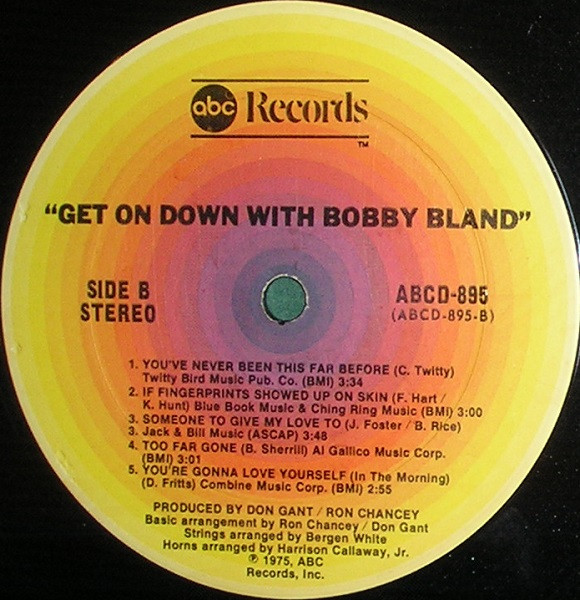 abc Records
™
"GET ON DOWN WITH BOBBY BLAND"
SIDE B
STEREO
ABCD-895
(ABCD-895-B)
1. YOU'VE NEVER BEEN THIS FAR BEFORE (C. Twitty)
Twitty Bird Music Pub. Co. (BMI) 3:34
2. IF FINGERPRINTS SHOWED UP ON SKIN (F. Hart /
K. Hunt) Blue Book Music & Ching Ring Music (BMI) 3:00
3. SOMEONE TO GIVE MY LOVE TO (J. Foster / B. Rice)
3. Jack & Bill Music (ASCAP) 3:48
4. TOO FAR GONE (B. Sherrill) Al Gallico Music Corp.
(BMI) 3:01
5. YOU'RE GONNA LOVE YOURSELF (In The Morning)
(D. Fritts) Combine Music Corp. (BMI) 2:55
PRODUCED BY DON GANT / RON CHANCEY
Basic arrangement by Ron Chancey / Don Gant
Strings arranged by Bergen White
Horns arranged by Harrison Callaway, Jr.
℗ 1975, ABC
Records, Inc.